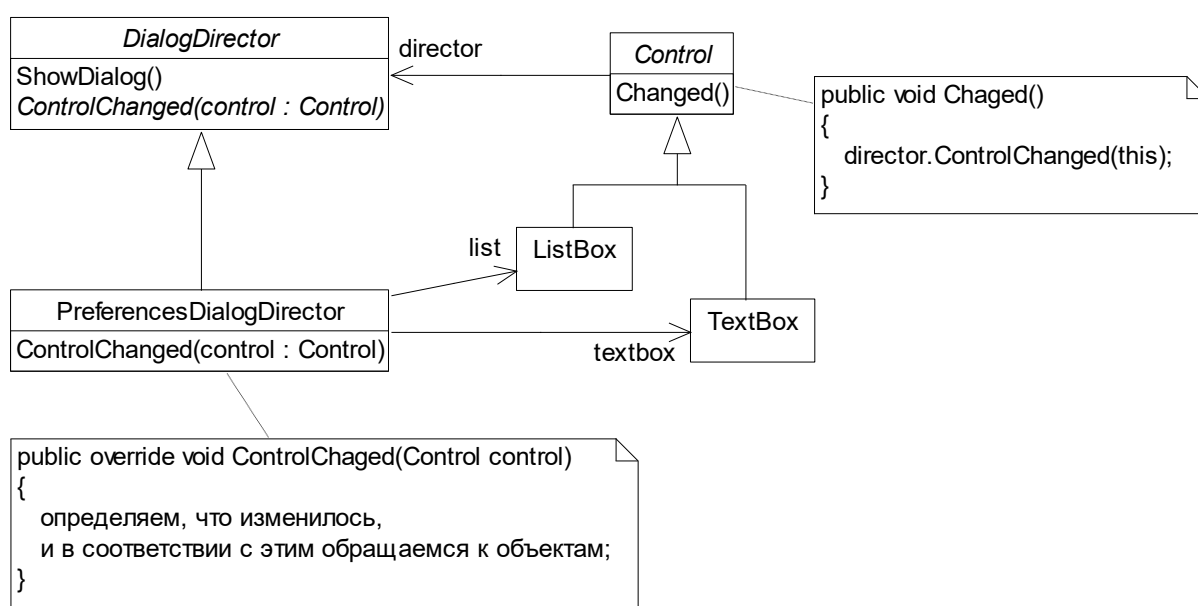 DialogDirector
ShowDialog()
ControlChanged(control : Control)
director
Control
Changed()
public void Chaged()
{
director.ControlChanged(this);
}
list
ListBox
PreferencesDialogDirector
ControlChanged(control : Control)
textbox
TextBox
public override void ControlChaged(Control control)
{
определяем, что изменилось,
и в соответствии с этим обращаемся к объектам;
}